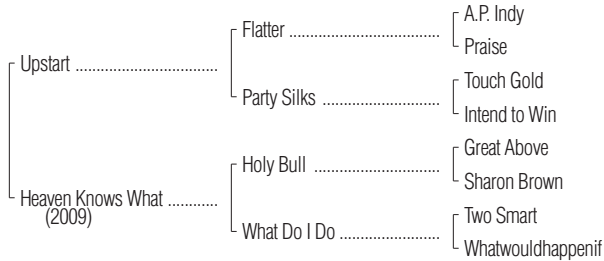 A.P. Indy
Flatter ..............................
Praise
Upstart ..................................
Touch Gold
Party Silks ........................
Intend to Win
Great Above
Holy Bull .........................
Sharon Brown
Heaven Knows What ............
(2009)
Two Smart
What Do I Do ....................
Whatwouldhappenif